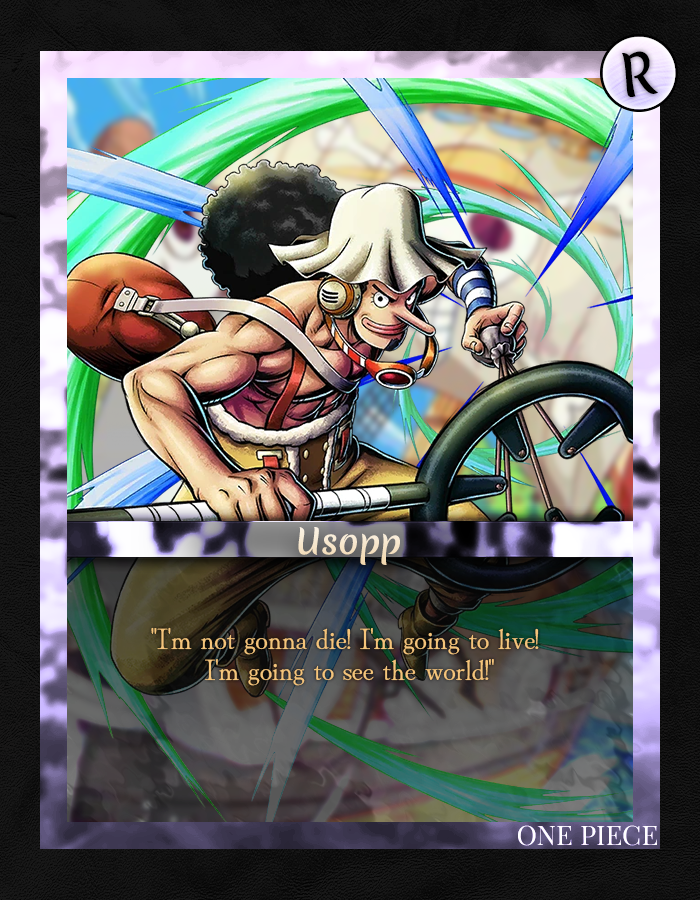 R
Usopp
"I'm not gonna die! I'm going to live!
I'm going to see the world!"
ONE PIECE